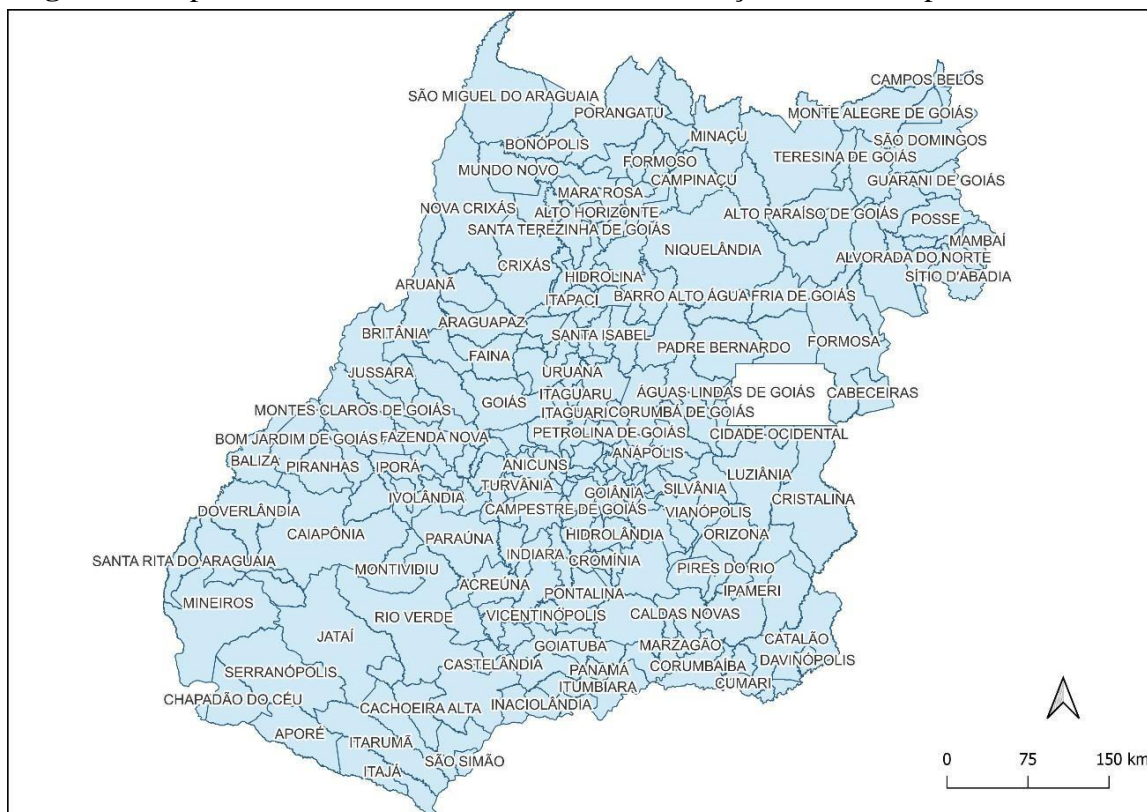 CAMPOS BELOS
SÃO MIGUEL DO ARAGUAIA
PORANGATU
MONTE ALEGRE DE GOIÁS
MINAÇU
SÃO DOMINGOS
BONÓPOLIS
TERESINA DE GOIÁS
FORMOSO
MUNDO NOVO
CAMPINAÇU
GUARANI DE GOIÁS
MARA ROSA
NOVA CRIXÁS
ALTO HORIZONTE
ALTO PARAÍSO DE GOIÁS
POSSE
SANTA TEREZINHA DE GOIÁS
MAMBAÍ
NIQUELÂNDIA
ALVORADA DO NORTE
CRIXÁS
HIDROLINA
SÍTIO D'ABADIA
ARUANÃ
ITAPACI
BARRO ALTO
ÁGUA FRIA DE GOIÁS
ARAGUAPAZ
BRITÂNIA
SANTA ISABEL
PADRE BERNARDO
FORMOSA
FAINA
JUSSARA
URUANA
ITAGUARU
ÁGUAS LINDAS DE GOIÁS
CABECEIRAS
GOIÁS
MONTES CLAROS DE GOIÁS
ITAGUARI
CORUMBÁ DE GOIÁS
BOM JARDIM DE GOIÁS
FAZENDA NOVA
PETROLINA DE GOIÁS
CIDADE OCIDENTAL
BALIZA
PIRANHAS
IPORÁ
ANICUNS
ANÁPOLIS
TURVÂNIA
GOIÂNIA
SILVÂNIA
LUZIÂNIA
IVOLÂNDIA
CRISTALINA
DOVERLÂNDIA
CAMPESTRE DE GOIÁS
VIANÓPOLIS
CAIAPÔNIA
PARAÚNA
HIDROLÂNDIA
ORIZONA
SANTA RITA DO ARAGUAIA
INDIARA
CROMÍNIA
MONTIVIDIU
PIRES DO RIO
ACREÚNA
IPAMERI
MINEIROS
PONTALINA
RIO VERDE
VICENTINÓPOLIS
CALDAS NOVAS
JATAÍ
GOIATUBA
MARZAGÃO
CATALÃO
CASTELÂNDIA
SERRANÓPOLIS
PANAMÁ
CORUMBAÍBA
DAVINÓPOLIS
ITUMBIARA
CUMARI
CHAPADÃO DO CÉU
CACHOEIRA ALTA
INACIOLÂNDIA
APORÉ
ITARUMÃ
SÃO SIMÃO
ITAJÁ
0 75 150 km